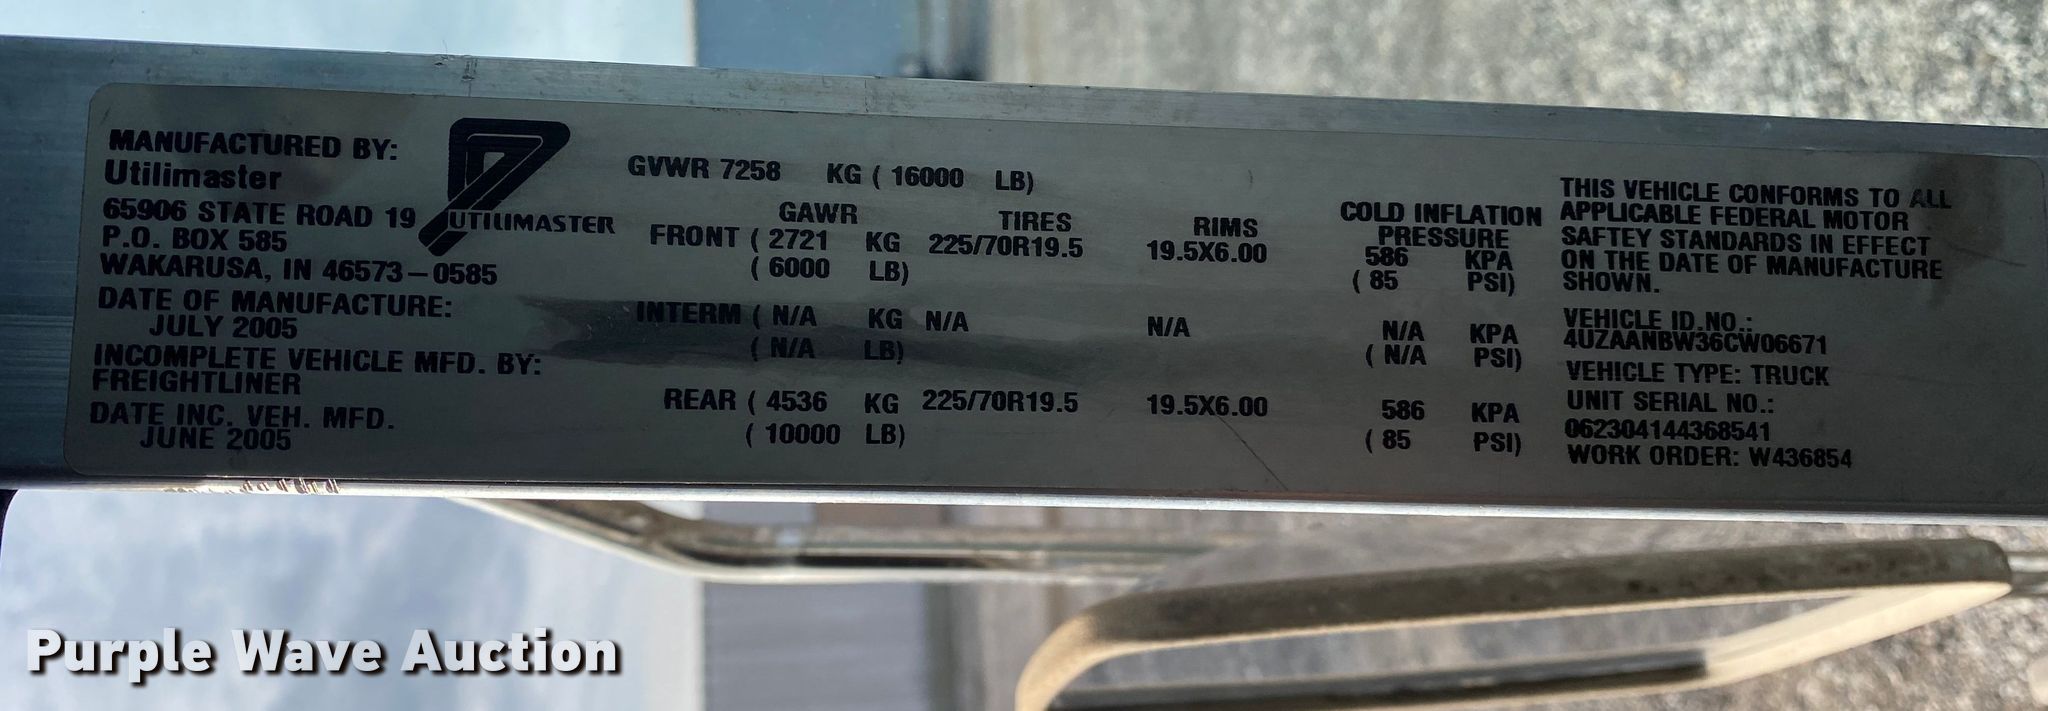 MANUFACTURED BY:
Utilimaster
65906 STATE ROAD 19
P.O. BOX 585
WAKARUSA, IN 46573-0585
DATE OF MANUFACTURE:
JULY 2005
INCOMPLETE VEHICLE MFD. BY:
FREIGHTLINER
DATE INC. VEH. MFD.
JUNE 2005
UTILIMASTER
GVWR 7258 KG ( 16000 LB)
GAWR TIRES RIMS COLD INFLATION PRESSURE
FRONT ( 2721 KG 225/70R19.5 19.5X6.00 586 KPA
( 6000 LB) ( 85 PSI)
INTERM ( N/A KG N/A N/A N/A KPA
( N/A LB) ( N/A PSI)
REAR ( 4536 KG 225/70R19.5 19.5X6.00 586 KPA
( 10000 LB) ( 85 PSI)
THIS VEHICLE CONFORMS TO ALL
APPLICABLE FEDERAL MOTOR
SAFTEY STANDARDS IN EFFECT
ON THE DATE OF MANUFACTURE
SHOWN.
VEHICLE ID.NO.:
4UZAANBW36CW06671
VEHICLE TYPE: TRUCK
UNIT SERIAL NO.:
062304144368541
WORK ORDER: W436854
Purple Wave Auction